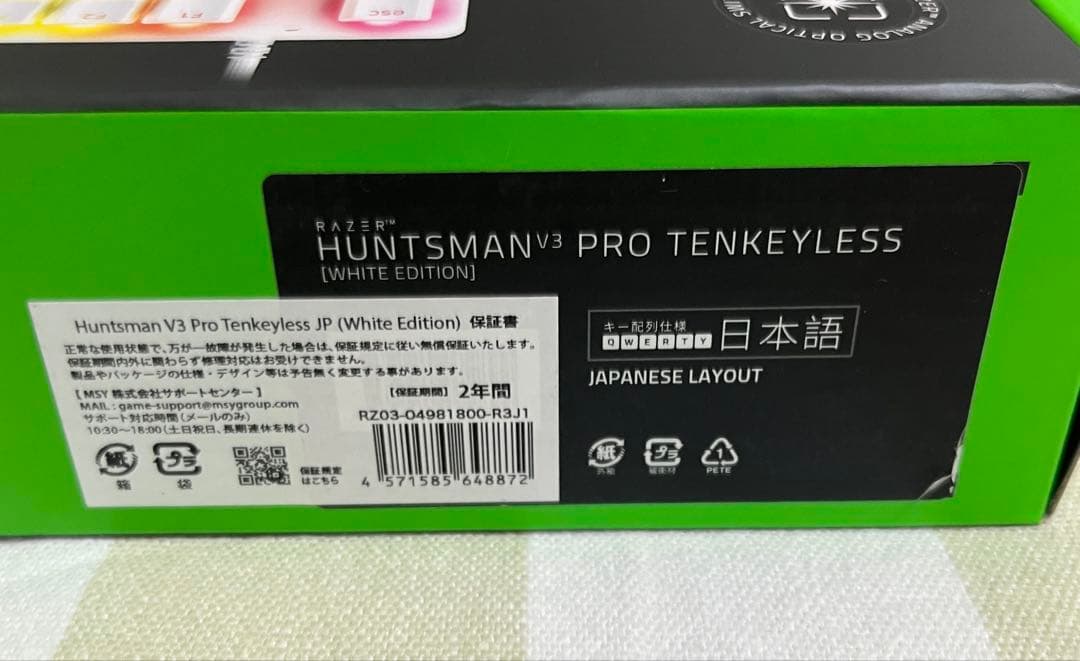 esc
F1
F2
ANALOG OPTICAL
RAZER™
HUNTSMAN V3 PRO TENKEYLESS
[WHITE EDITION]
キー配列仕様
QWERTY
日本語
JAPANESE LAYOUT
紙
外箱
プラ
緩衝材
1
PETE
Huntsman V3 Pro Tenkeyless JP (White Edition) 保証書
正常な使用状態で、万が一故障が発生した場合は、保証規定に従い無償保証いたします。
保証期間内外に関わらず修理対応はお受けできません。
製品やパッケージの仕様・デザイン等は予告無く変更する事があります。
[ MSY 株式会社サポートセンター ]
MAIL : game-support@msygroup.com
サポート対応時間(メールのみ)
10:30〜18:00(土日祝日、長期連休を除く)
【保証期間】 2年間
RZ03-04981800-R3J1
紙
箱
プラ
袋
保証規定
はこちら
4 571585 648872